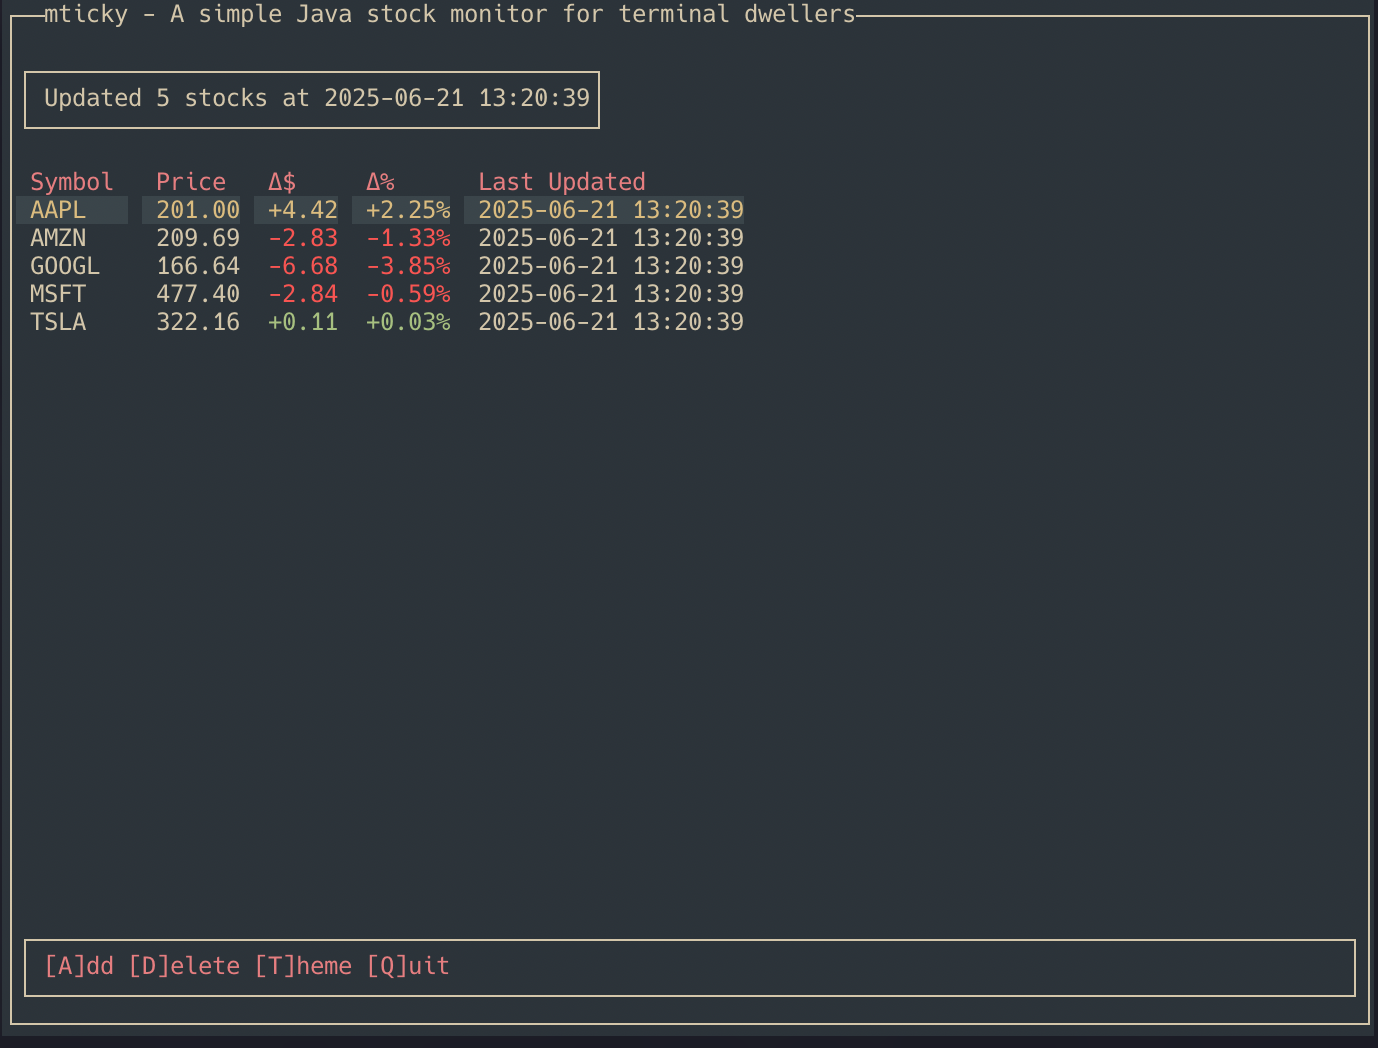 mticky - A simple Java stock monitor for terminal dwellers
Updated 5 stocks at 2025-06-21 13:20:39
Symbol Price Δ$ Δ% Last Updated
AAPL 201.00 +4.42 +2.25% 2025-06-21 13:20:39
AMZN 209.69 -2.83 -1.33% 2025-06-21 13:20:39
GOOGL 166.64 -6.68 -3.85% 2025-06-21 13:20:39
MSFT 477.40 -2.84 -0.59% 2025-06-21 13:20:39
TSLA 322.16 +0.11 +0.03% 2025-06-21 13:20:39
[A]dd [D]elete [T]heme [Q]uit